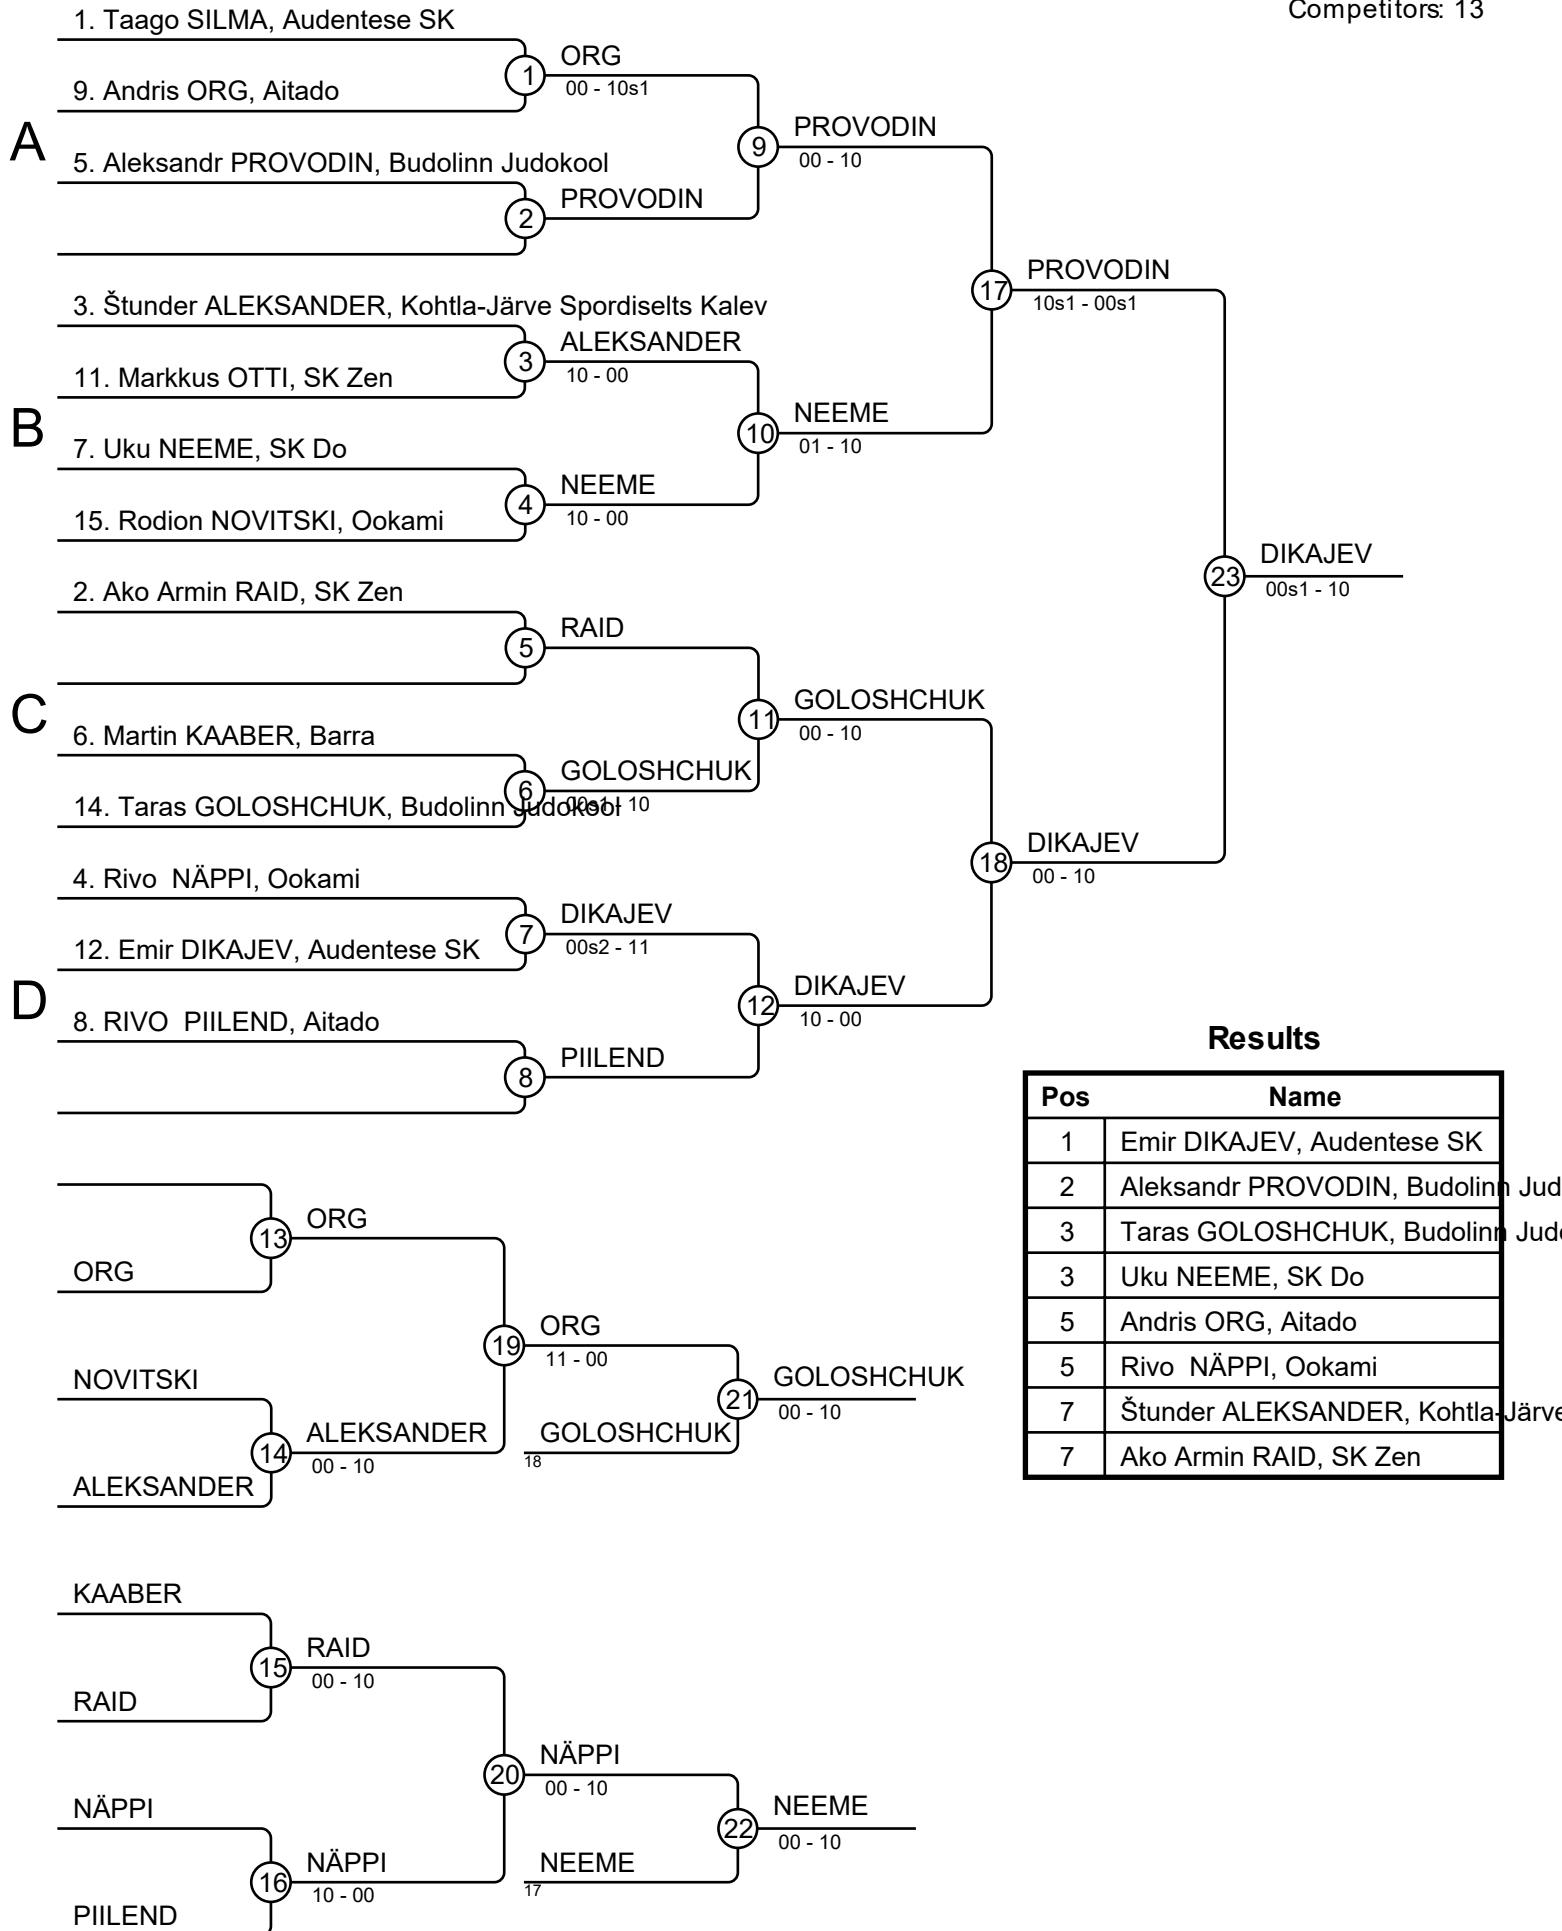 Competitors: 13
1. Taago SILMA, Audentese SK
ORG
1
00 - 10s1
9. Andris ORG, Aitado
A
PROVODIN
9
00 - 10
5. Aleksandr PROVODIN, Budolinn Judokool
PROVODIN
2
PROVODIN
17
10s1 - 00s1
3. Štunder ALEKSANDER, Kohtla-Järve Spordiselts Kalev
ALEKSANDER
3
10 - 00
11. Markkus OTTI, SK Zen
B
NEEME
10
01 - 10
7. Uku NEEME, SK Do
NEEME
4
10 - 00
15. Rodion NOVITSKI, Ookami
DIKAJEV
23
00s1 - 10
2. Ako Armin RAID, SK Zen
RAID
5
C
GOLOSHCHUK
11
00 - 10
6. Martin KAABER, Barra
GOLOSHCHUK
6
00s1 - 10
14. Taras GOLOSHCHUK, Budolinn Judokool
DIKAJEV
18
00 - 10
4. Rivo  NÄPPI, Ookami
DIKAJEV
7
00s2 - 11
12. Emir DIKAJEV, Audentese SK
D
DIKAJEV
12
10 - 00
8. RIVO  PIILEND, Aitado
PIILEND
8
Results
Pos Name
1 Emir DIKAJEV, Audentese SK
2 Aleksandr PROVODIN, Budolinn Jud
3 Taras GOLOSHCHUK, Budolinn Jud
3 Uku NEEME, SK Do
5 Andris ORG, Aitado
5 Rivo  NÄPPI, Ookami
7 Štunder ALEKSANDER, Kohtla-Järve
7 Ako Armin RAID, SK Zen
ORG
13
ORG
ORG
19
11 - 00
NOVITSKI
ALEKSANDER
14
00 - 10
ALEKSANDER
GOLOSHCHUK
21
00 - 10
GOLOSHCHUK
18
KAABER
RAID
15
00 - 10
RAID
NÄPPI
20
00 - 10
NÄPPI
NÄPPI
16
10 - 00
PIILEND
NEEME
22
00 - 10
NEEME
17